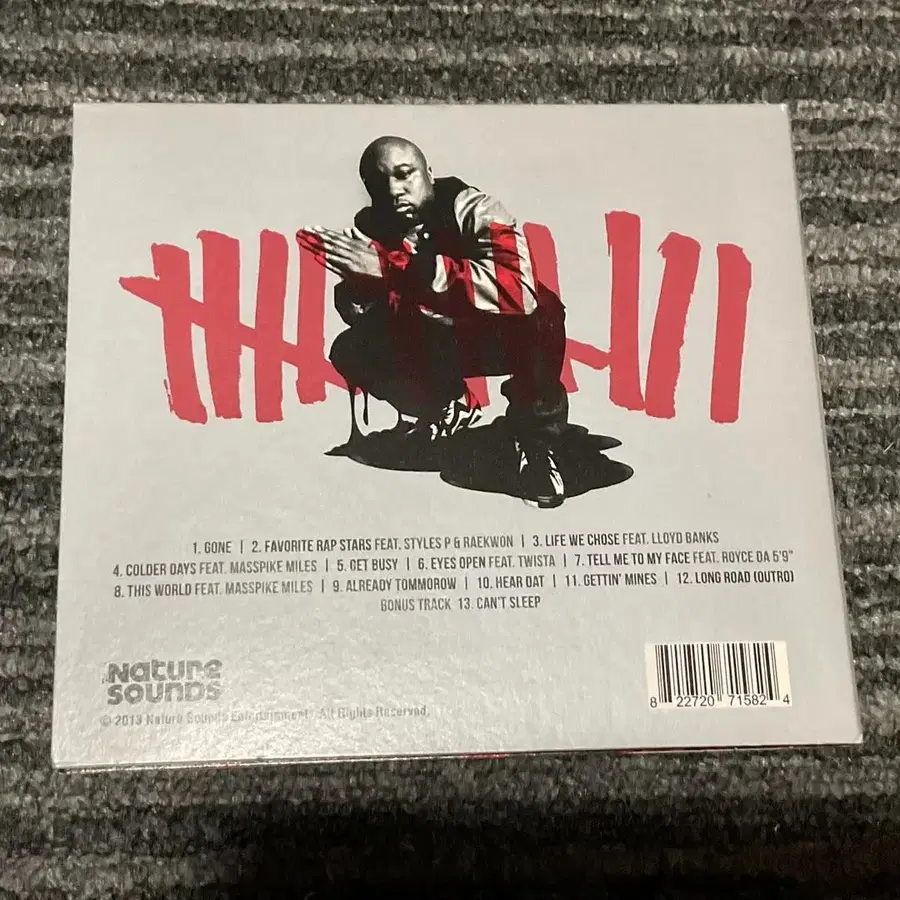 1. GONE | 2. FAVORITE RAP STARS FEAT. STYLES P & RAEKWON | 3. LIFE WE CHOSE FEAT. LLOYD BANKS
4. COLDER DAYS FEAT. MASSPIKE MILES | 5. GET BUSY | 6. EYES OPEN FEAT. TWISTA | 7. TELL ME TO MY FACE FEAT. ROYCE DA 5'9"
8. THIS WORLD FEAT. MASSPIKE MILES | 9. ALREADY TOMMOROW | 10. HEAR DAT | 11. GETTIN' MINES | 12. LONG ROAD (OUTRO)
BONUS TRACK 13. CAN'T SLEEP
Nature
SOUNDS
© 2013 Nature Sounds Entertainment. All Rights Reserved.
8 22720 71582 4